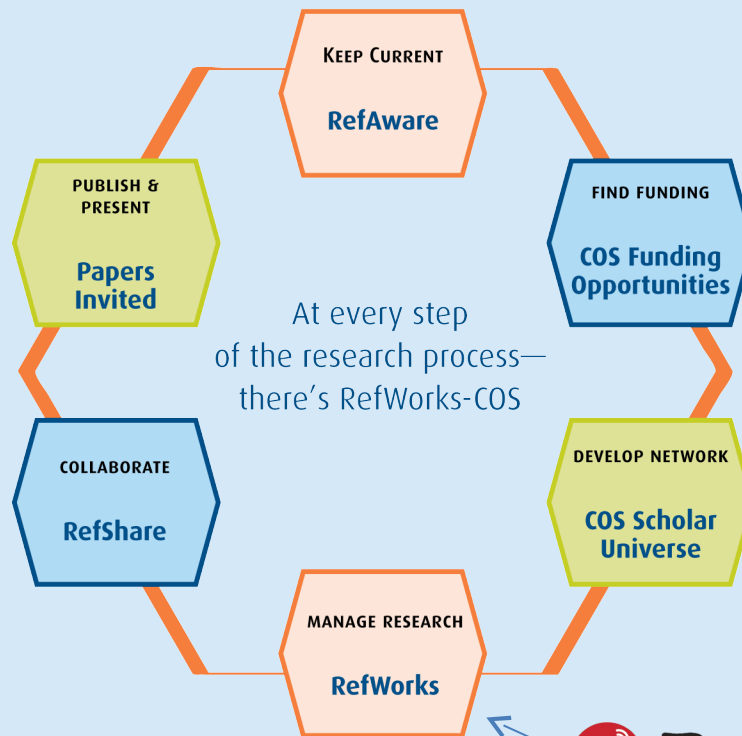 KEEP CURRENT
RefAware
FIND FUNDING
COS Funding
Opportunities
DEVELOP NETWORK
COS Scholar
Universe
MANAGE RESEARCH
RefWorks
COLLABORATE
RefShare
PUBLISH &
PRESENT
Papers
Invited
At every step
of the research process—
there's RefWorks-COS